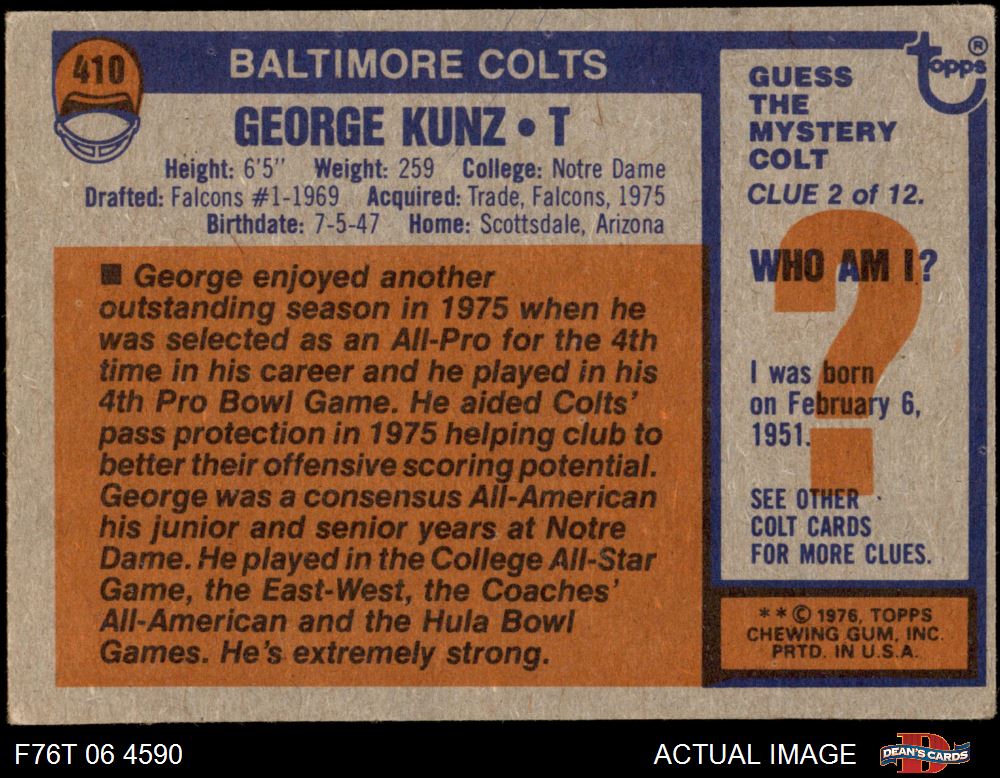 410
BALTIMORE COLTS
GEORGE KUNZ • T
Height: 6'5" Weight: 259 College: Notre Dame
Drafted: Falcons #1-1969 Acquired: Trade, Falcons, 1975
Birthdate: 7-5-47 Home: Scottsdale, Arizona
■ George enjoyed another
outstanding season in 1975 when he
was selected as an All-Pro for the 4th
time in his career and he played in his
4th Pro Bowl Game. He aided Colts'
pass protection in 1975 helping club to
better their offensive scoring potential.
George was a consensus All-American
his junior and senior years at Notre
Dame. He played in the College All-Star
Game, the East-West, the Coaches'
All-American and the Hula Bowl
Games. He's extremely strong.
topps ®
GUESS
THE
MYSTERY
COLT
CLUE 2 of 12.
WHO AM I?
?
I was born
on February 6,
1951.
SEE OTHER
COLT CARDS
FOR MORE CLUES.
**© 1976, TOPPS
CHEWING GUM, INC.
PRTD. IN U.S.A.
F76T 06 4590
ACTUAL IMAGE
D
DEAN'S CARDS